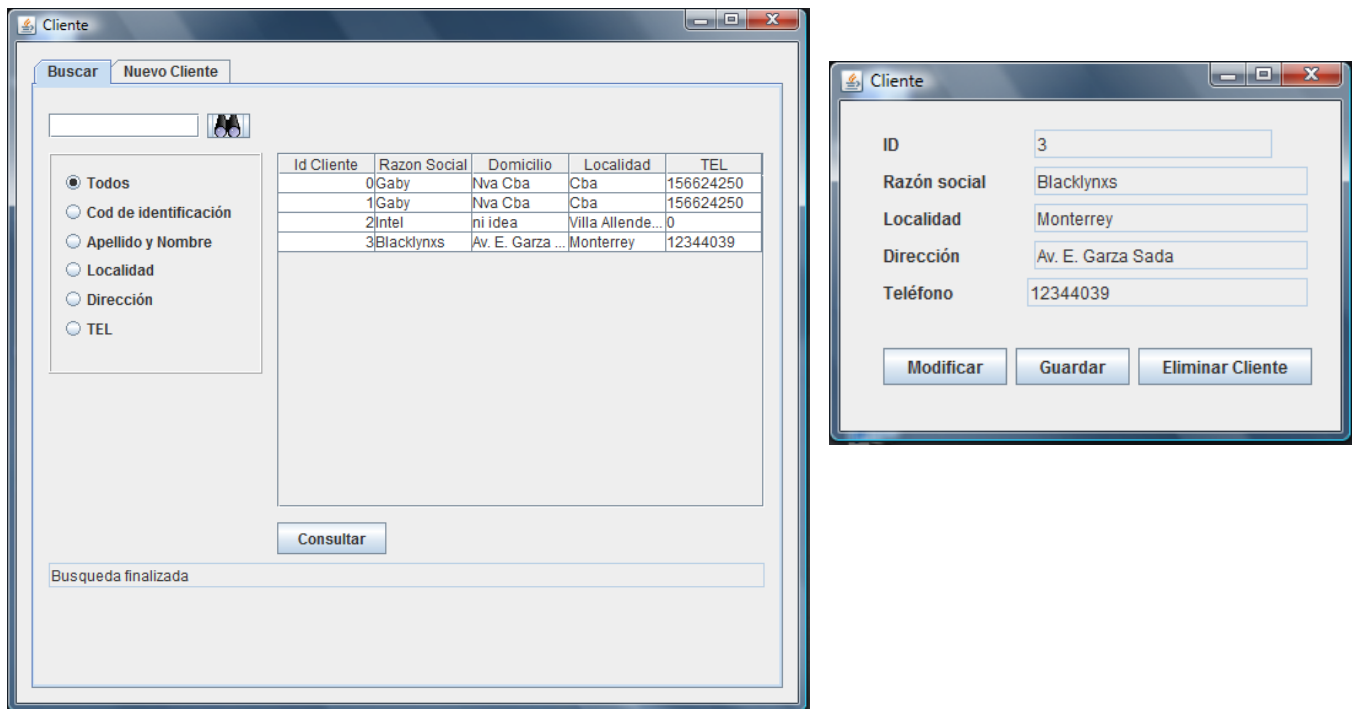 Cliente
Buscar Nuevo Cliente
Todos
Cod de identificación
Apellido y Nombre
Localidad
Dirección
TEL
Id Cliente Razon Social Domicilio Localidad TEL
0 Gaby Nva Cba Cba 156624250
1 Gaby Nva Cba Cba 156624250
2 Intel ni idea Villa Allende... 0
3 Blacklynxs Av. E. Garza ... Monterrey 12344039
Consultar
Busqueda finalizada
Cliente
ID 3
Razón social Blacklynxs
Localidad Monterrey
Dirección Av. E. Garza Sada
Teléfono 12344039
Modificar Guardar Eliminar Cliente